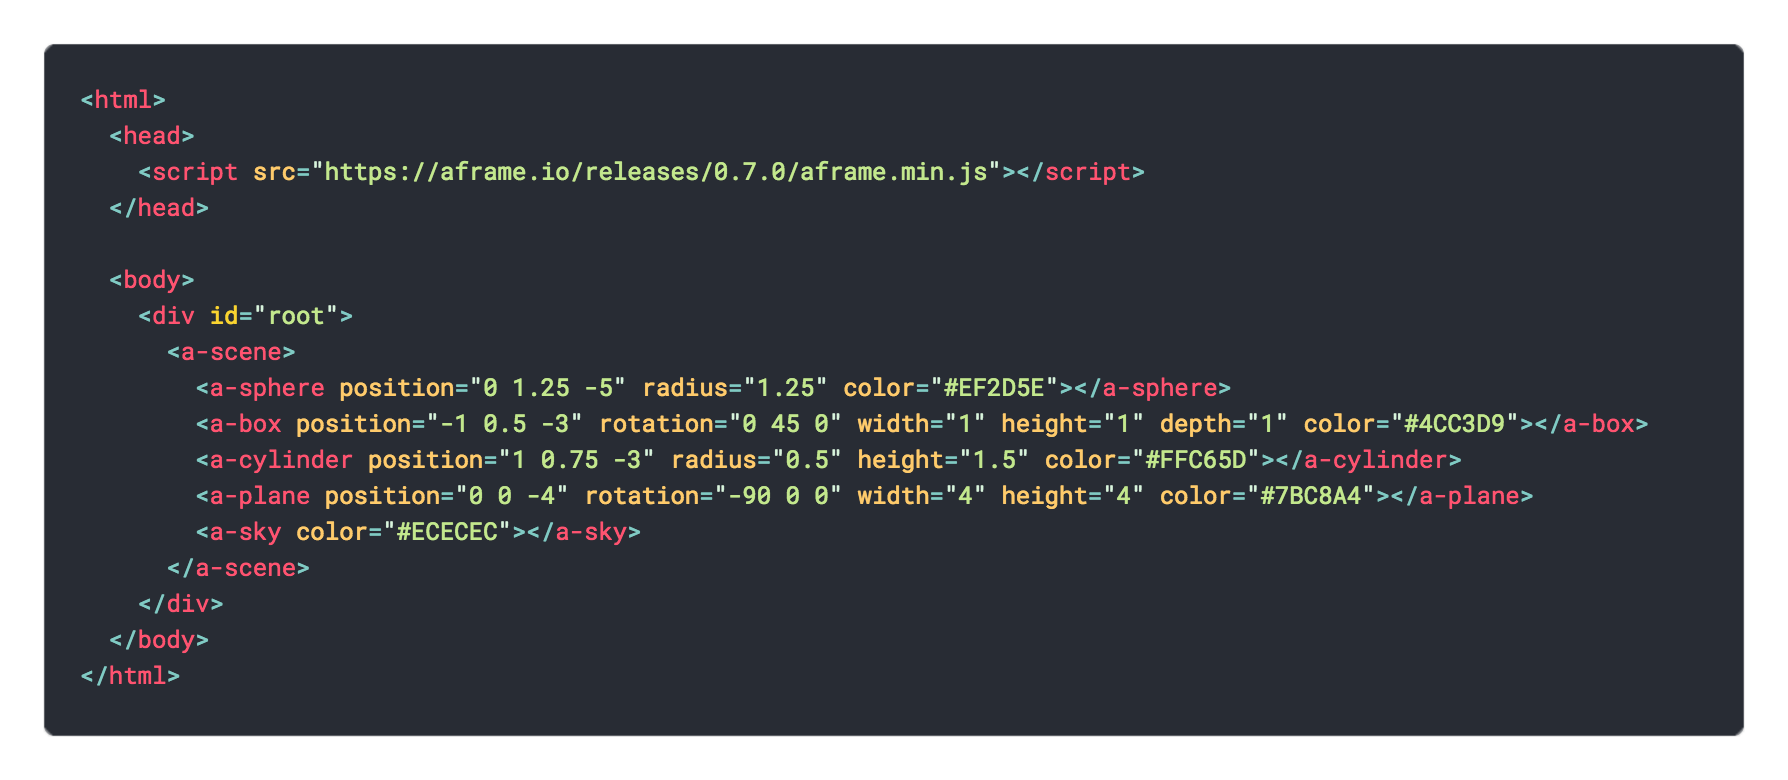 <html>
  <head>
    <script src="https://aframe.io/releases/0.7.0/aframe.min.js"></script>
  </head>

  <body>
    <div id="root">
      <a-scene>
        <a-sphere position="0 1.25 -5" radius="1.25" color="#EF2D5E"></a-sphere>
        <a-box position="-1 0.5 -3" rotation="0 45 0" width="1" height="1" depth="1" color="#4CC3D9"></a-box>
        <a-cylinder position="1 0.75 -3" radius="0.5" height="1.5" color="#FFC65D"></a-cylinder>
        <a-plane position="0 0 -4" rotation="-90 0 0" width="4" height="4" color="#7BC8A4"></a-plane>
        <a-sky color="#ECECEC"></a-sky>
      </a-scene>
    </div>
  </body>
</html>